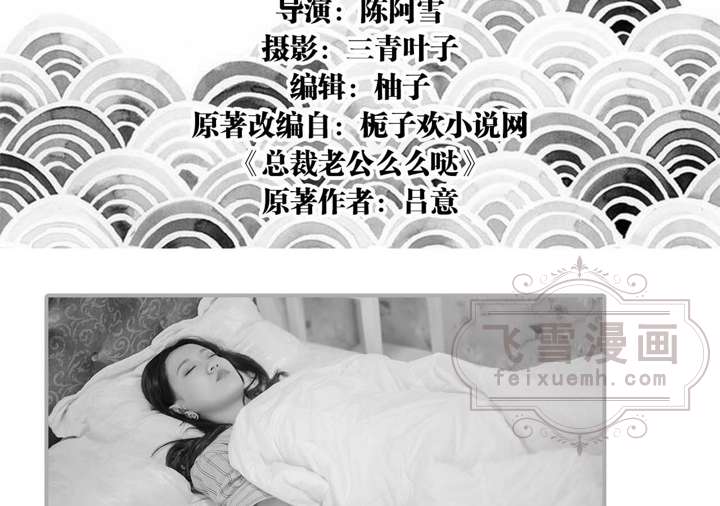 导演：陈阿雪
摄影：三青叶子
编辑：柚子
原著改编自：栀子欢小说网
《总裁老公么么哒》
原著作者：吕意
飞雪漫画
feixuemh.com